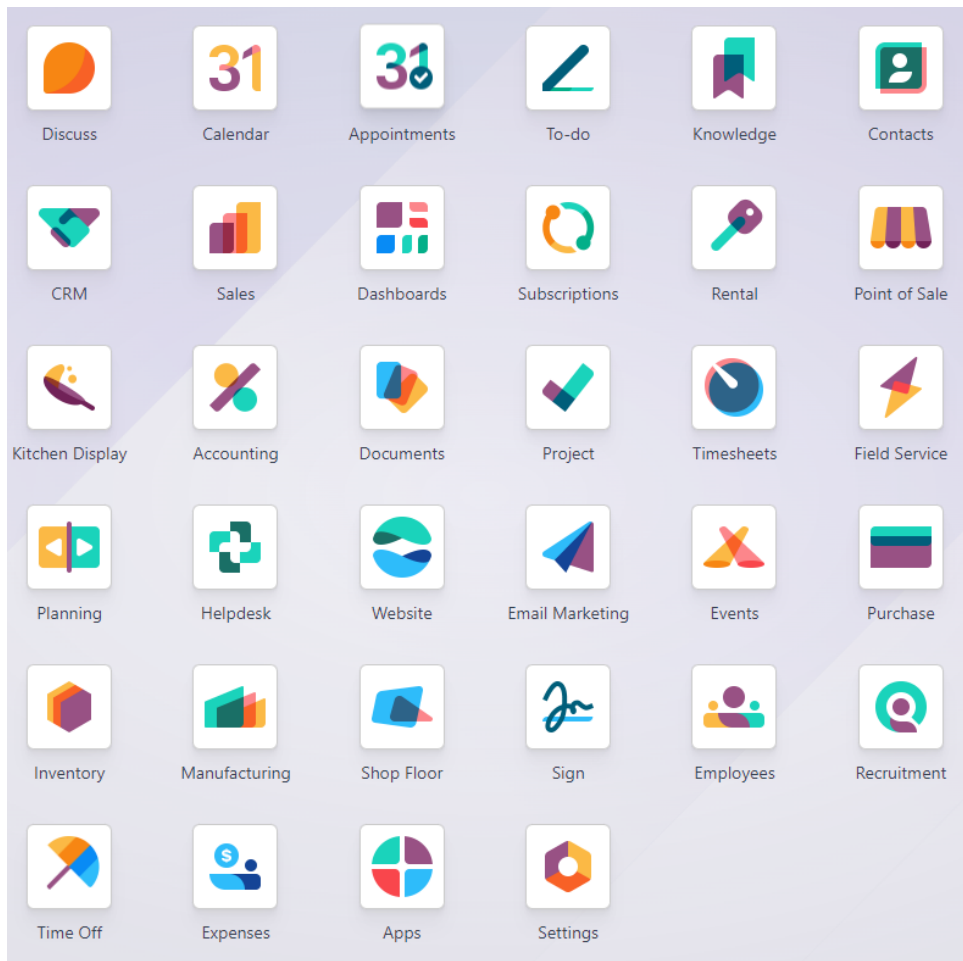 31
31
Discuss
Calendar
Appointments
To-do
Knowledge
Contacts
CRM
Sales
Dashboards
Subscriptions
Rental
Point of Sale
Kitchen Display
Accounting
Documents
Project
Timesheets
Field Service
Planning
Helpdesk
Website
Email Marketing
Events
Purchase
Inventory
Manufacturing
Shop Floor
Sign
Employees
Recruitment
$
Time Off
Expenses
Apps
Settings